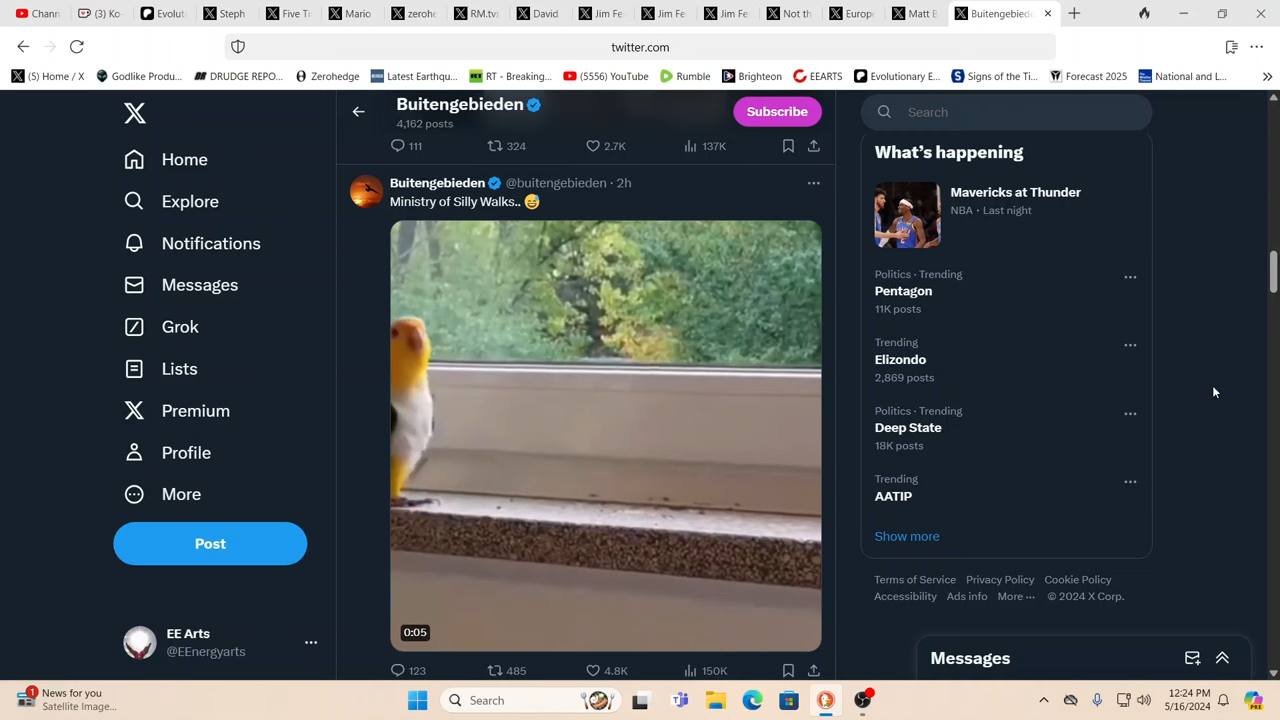 Chann
(3) Ko
Evoluti
Steph
Five Ti
Mario
zerohe
RM.tv
David
Jim Fe
Jim Fe
Jim Fe
Not th
Europe
Matt B
Buitengebiede
twitter.com
(5) Home / X
Godlike Produ...
DRUDGE REPO...
Zerohedge
Latest Earthqu...
RT - Breaking...
(5556) YouTube
Rumble
Brighteon
EEARTS
Evolutionary E...
Signs of the Ti...
Forecast 2025
National and L...
Home
Explore
Notifications
Messages
Grok
Lists
Premium
Profile
More
Post
EE Arts
@EEnergyarts
Buitengebieden
4,162 posts
Subscribe
111 324 2.7K 137K
Buitengebieden @buitengebieden · 2h
Ministry of Silly Walks.. 😅
0:05
123 485 4.8K 150K
Search
What's happening
Mavericks at Thunder
NBA · Last night
Politics · Trending
Pentagon
11K posts
Trending
Elizondo
2,869 posts
Politics · Trending
Deep State
18K posts
Trending
AATIP
Show more
Terms of Service Privacy Policy Cookie Policy
Accessibility Ads info More ··· © 2024 X Corp.
Messages
1
News for you
Satellite Image...
Search
12:24 PM
5/16/2024
PRE